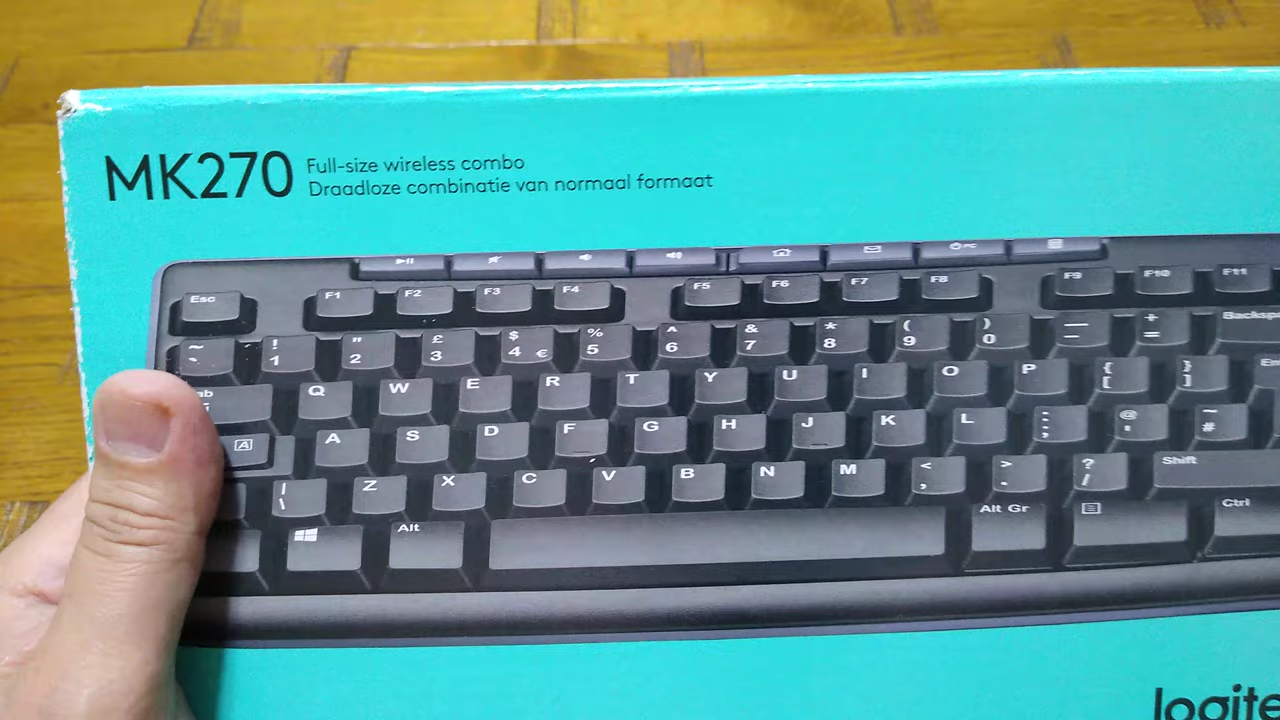 MK270 Full-size wireless combo
Draadloze combinatie van normaal formaat
Esc F1 F2 F3 F4 F5 F6 F7 F8 F9 F10 F11
! " £ $ % ^ & * ( ) — +
1 2 3 4 € 5 6 7 8 9 0 = Backsp
Q W E R T Y U I O P { [ } ]
A S D F G H J K L : ; @ ' ~ #
| \ Z X C V B N M < , > . ? / Shift
Alt Alt Gr Ctrl
logite